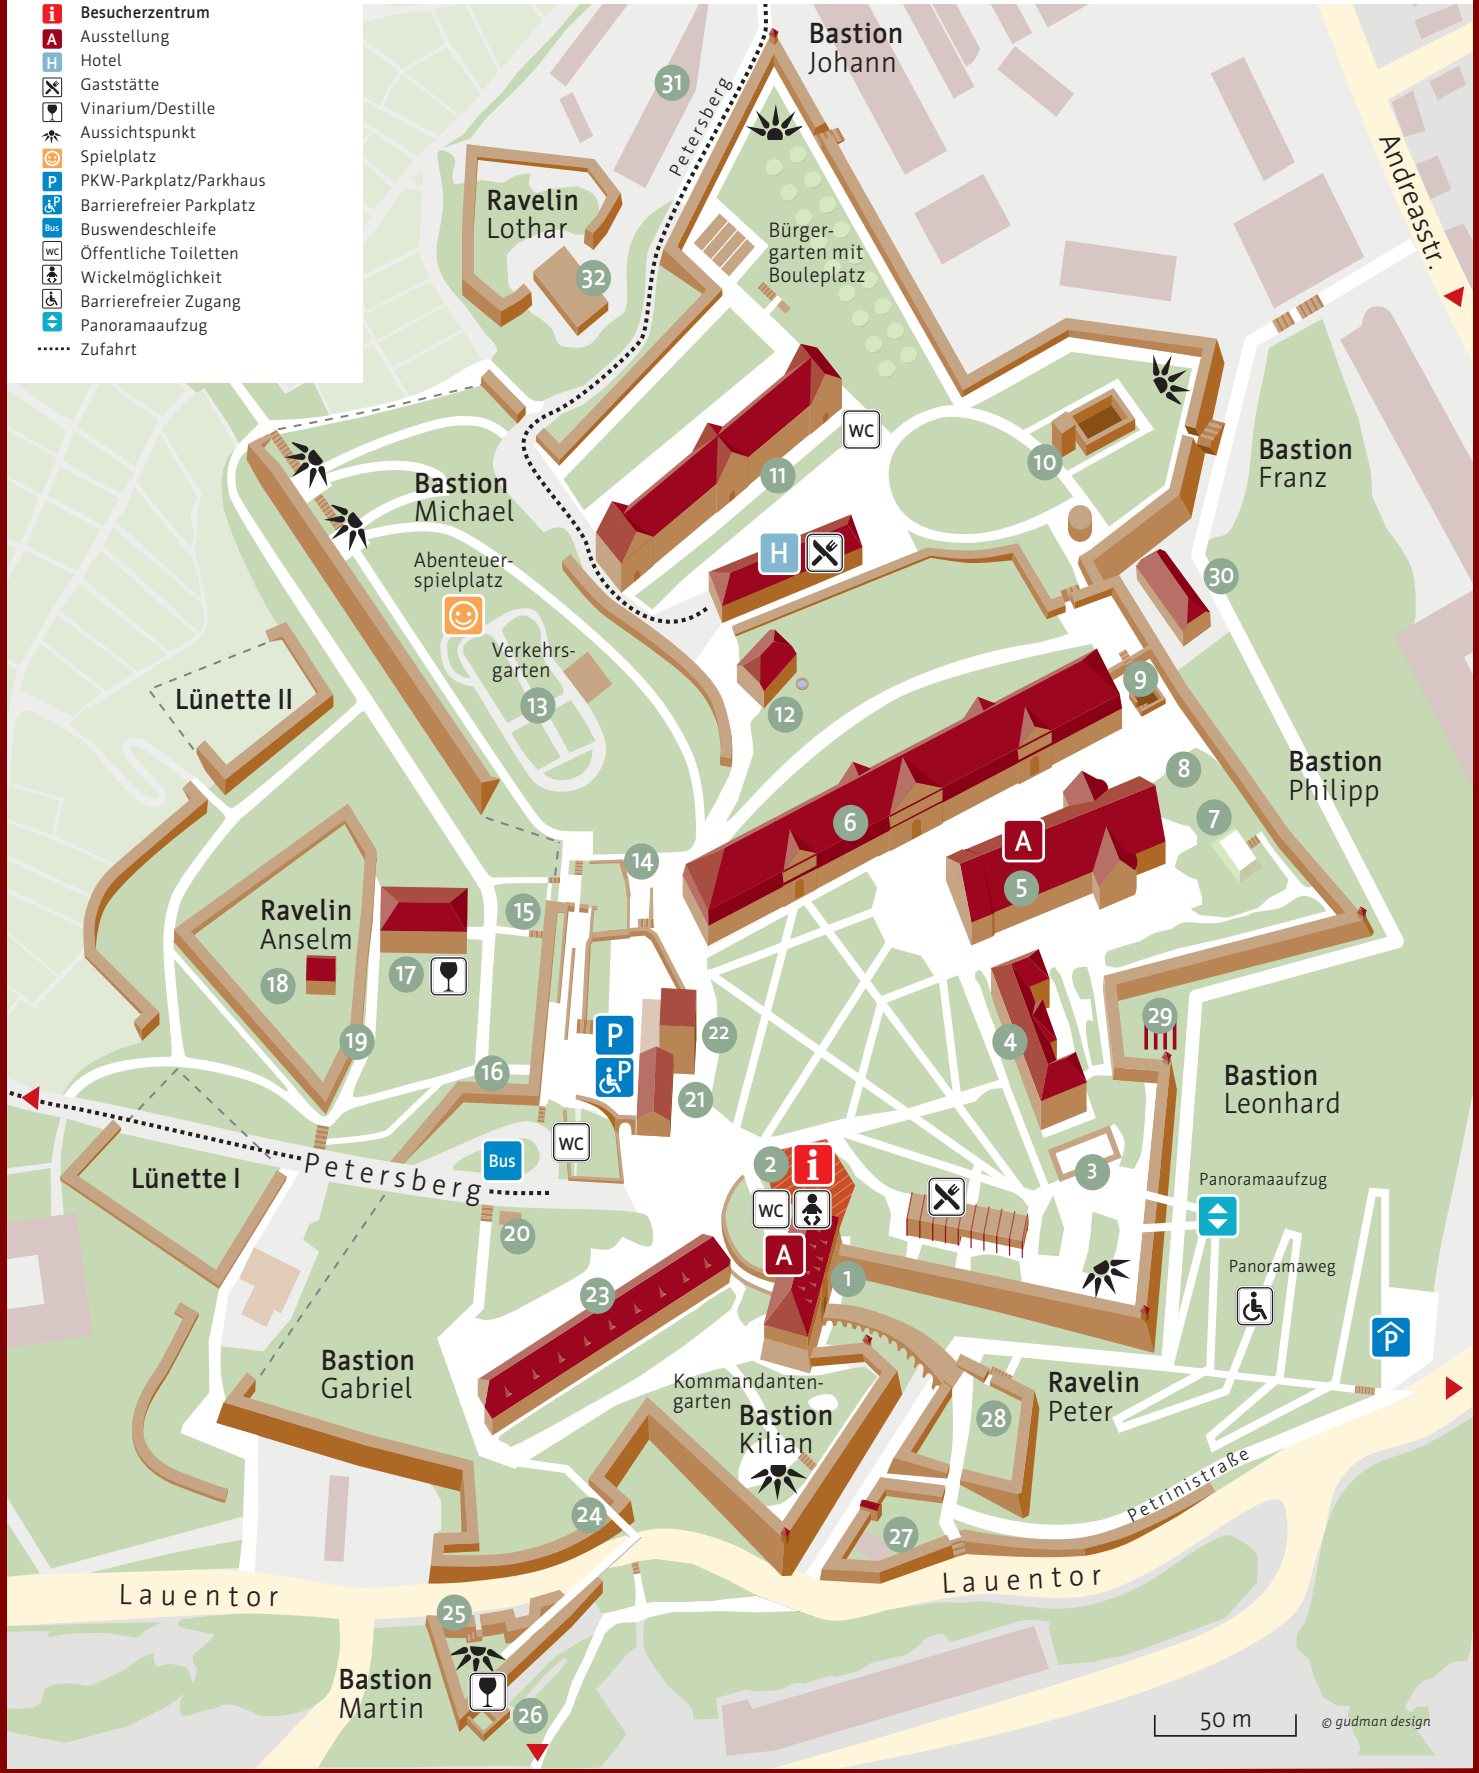 i Besucherzentrum
A Ausstellung
H Hotel
Gaststätte
Vinarium/Destille
Aussichtspunkt
Spielplatz
P PKW-Parkplatz/Parkhaus
P Barrierefreier Parkplatz
Bus Buswendeschleife
WC Öffentliche Toiletten
Wickelmöglichkeit
Barrierefreier Zugang
Panoramaaufzug
Zufahrt
Bastion
Johann
31
Petersberg
Andreasstr.
Ravelin
Lothar
32
Bürger-
garten mit
Bouleplatz
WC
11
10
Bastion
Franz
Bastion
Michael
Abenteuer-
spielplatz
H
30
Verkehrs-
garten
13
Lünette II
12
9
8
7
Bastion
Philipp
6
A
5
14
15
Ravelin
Anselm
18
17
19
16
P
P
22
21
4
29
Bastion
Leonhard
3
Lünette I
Petersberg
Bus
WC
20
2
i
WC
A
1
Panoramaaufzug
Panoramaweg
P
23
Bastion
Gabriel
Kommandanten-
garten
Bastion
Kilian
Ravelin
Peter
28
Petrinistraße
24
27
Lauentor
Lauentor
25
Bastion
Martin
26
50 m
© gudman design